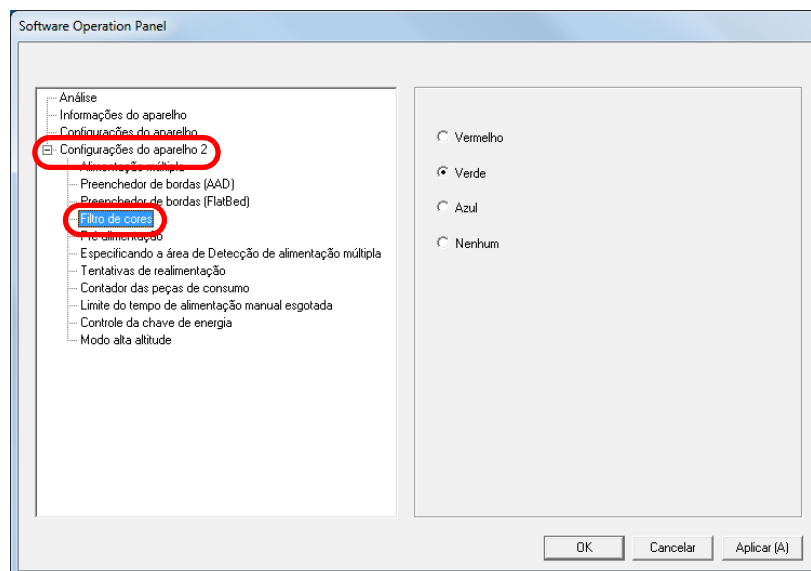 Software Operation Panel
Análise
Informações do aparelho
Configurações do aparelho
Configurações do aparelho 2
Alimentação múltipla
Preenchedor de bordas (AAD)
Preenchedor de bordas (FlatBed)
Filtro de cores
Pré-alimentação
Especificando a área de Detecção de alimentação múltipla
Tentativas de realimentação
Contador das peças de consumo
Limite do tempo de alimentação manual esgotada
Controle da chave de energia
Modo alta altitude
Vermelho
Verde
Azul
Nenhum
OK
Cancelar
Aplicar (A)